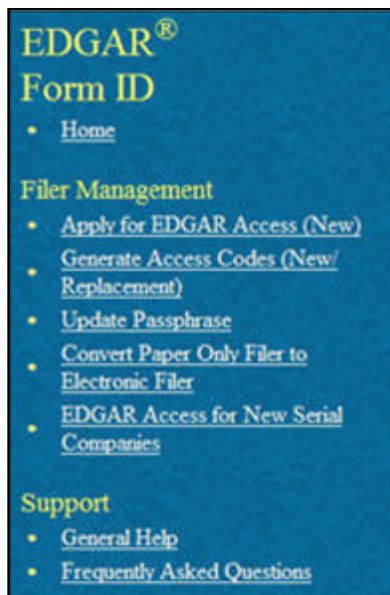 EDGAR®
Form ID
• Home
Filer Management
• Apply for EDGAR Access (New)
• Generate Access Codes (New/
Replacement)
• Update Passphrase
• Convert Paper Only Filer to
Electronic Filer
• EDGAR Access for New Serial
Companies
Support
• General Help
• Frequently Asked Questions